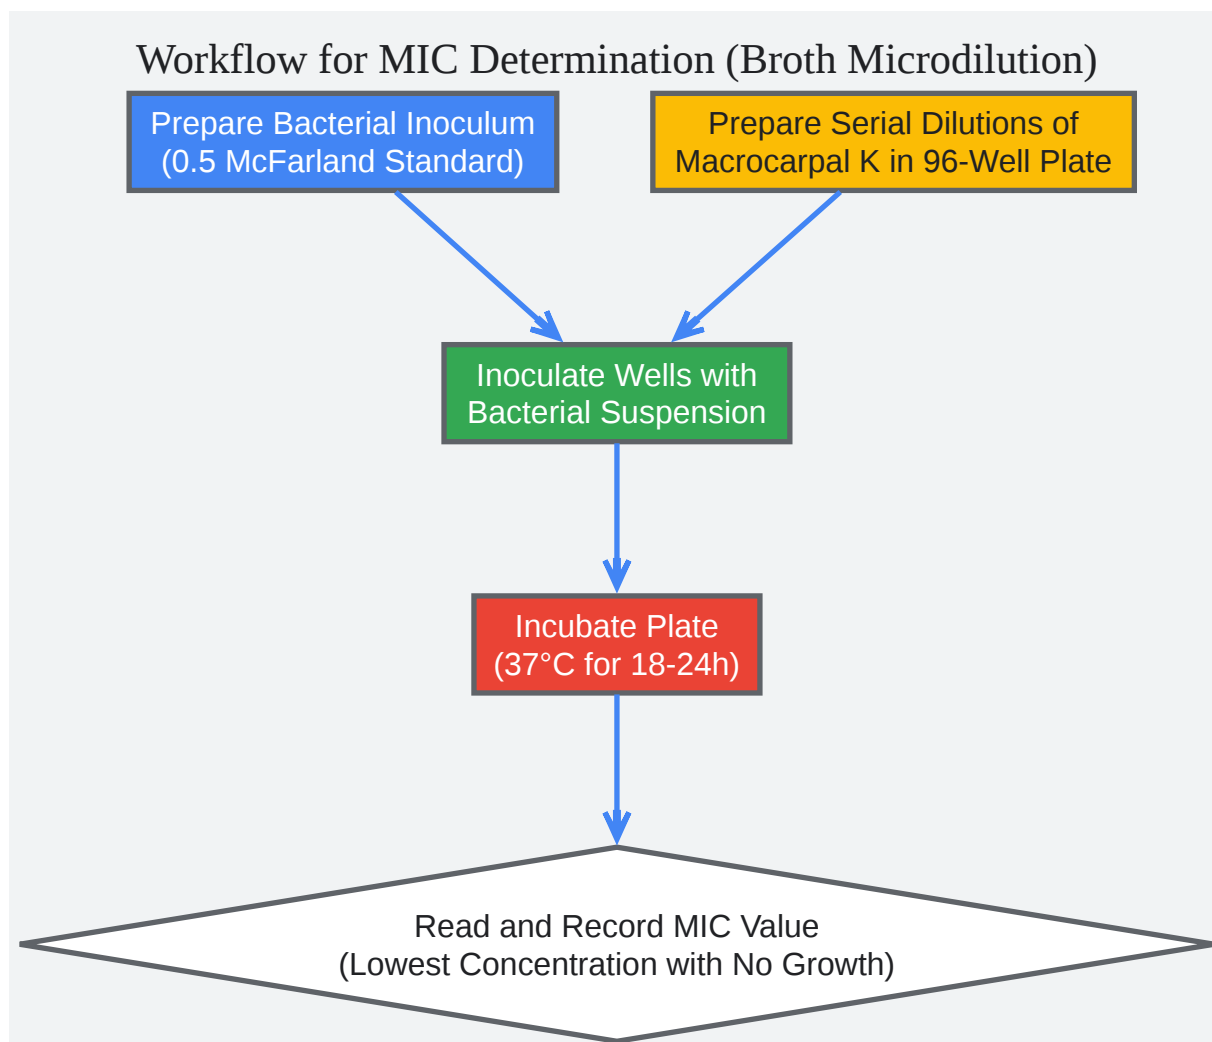 Workflow for MIC Determination (Broth Microdilution)
Prepare Bacterial Inoculum
(0.5 McFarland Standard)
Prepare Serial Dilutions of
Macrocarpal K in 96-Well Plate
Inoculate Wells with
Bacterial Suspension
Incubate Plate
(37°C for 18-24h)
Read and Record MIC Value
(Lowest Concentration with No Growth)